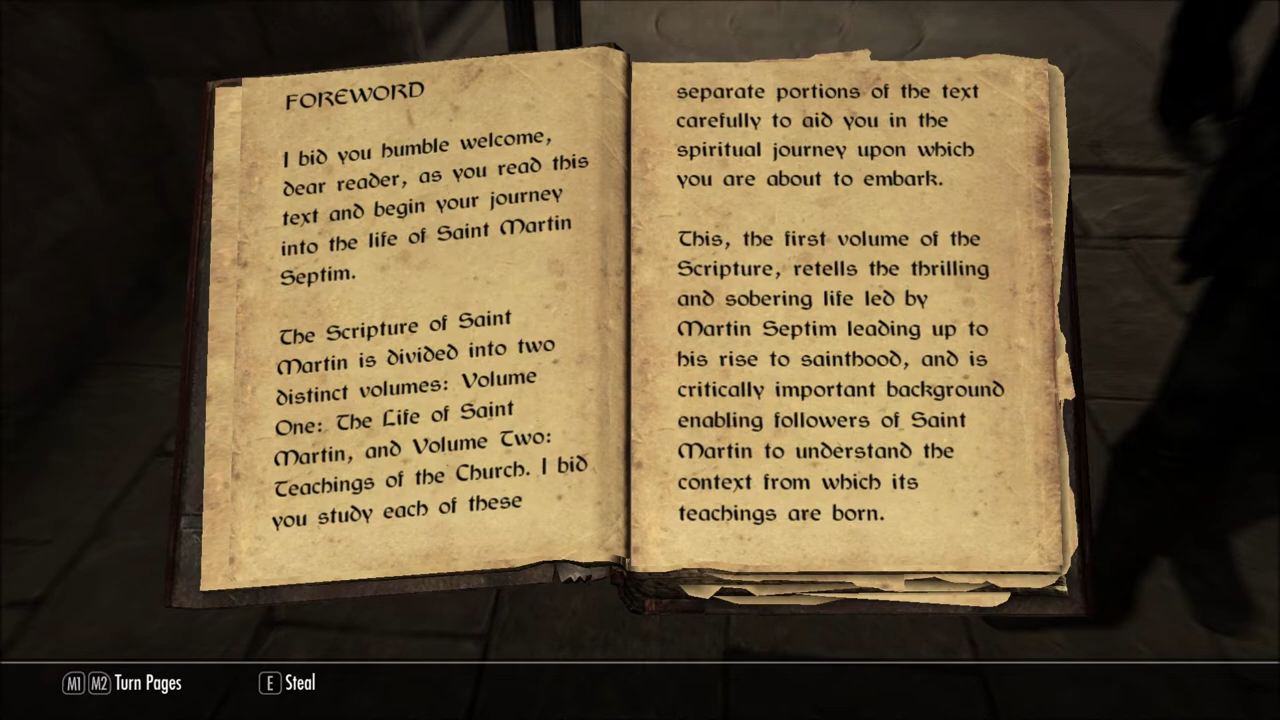 FOREWORD
I bid you humble welcome,
dear reader, as you read this
text and begin your journey
into the life of Saint Martin
Septim.
The Scripture of Saint
Martin is divided into two
distinct volumes: Volume
One: The Life of Saint
Martin, and Volume Two:
Teachings of the Church. I bid
you study each of these
separate portions of the text
carefully to aid you in the
spiritual journey upon which
you are about to embark.
This, the first volume of the
Scripture, retells the thrilling
and sobering life led by
Martin Septim leading up to
his rise to sainthood, and is
critically important background
enabling followers of Saint
Martin to understand the
context from which its
teachings are born.
M1 M2 Turn Pages
E Steal